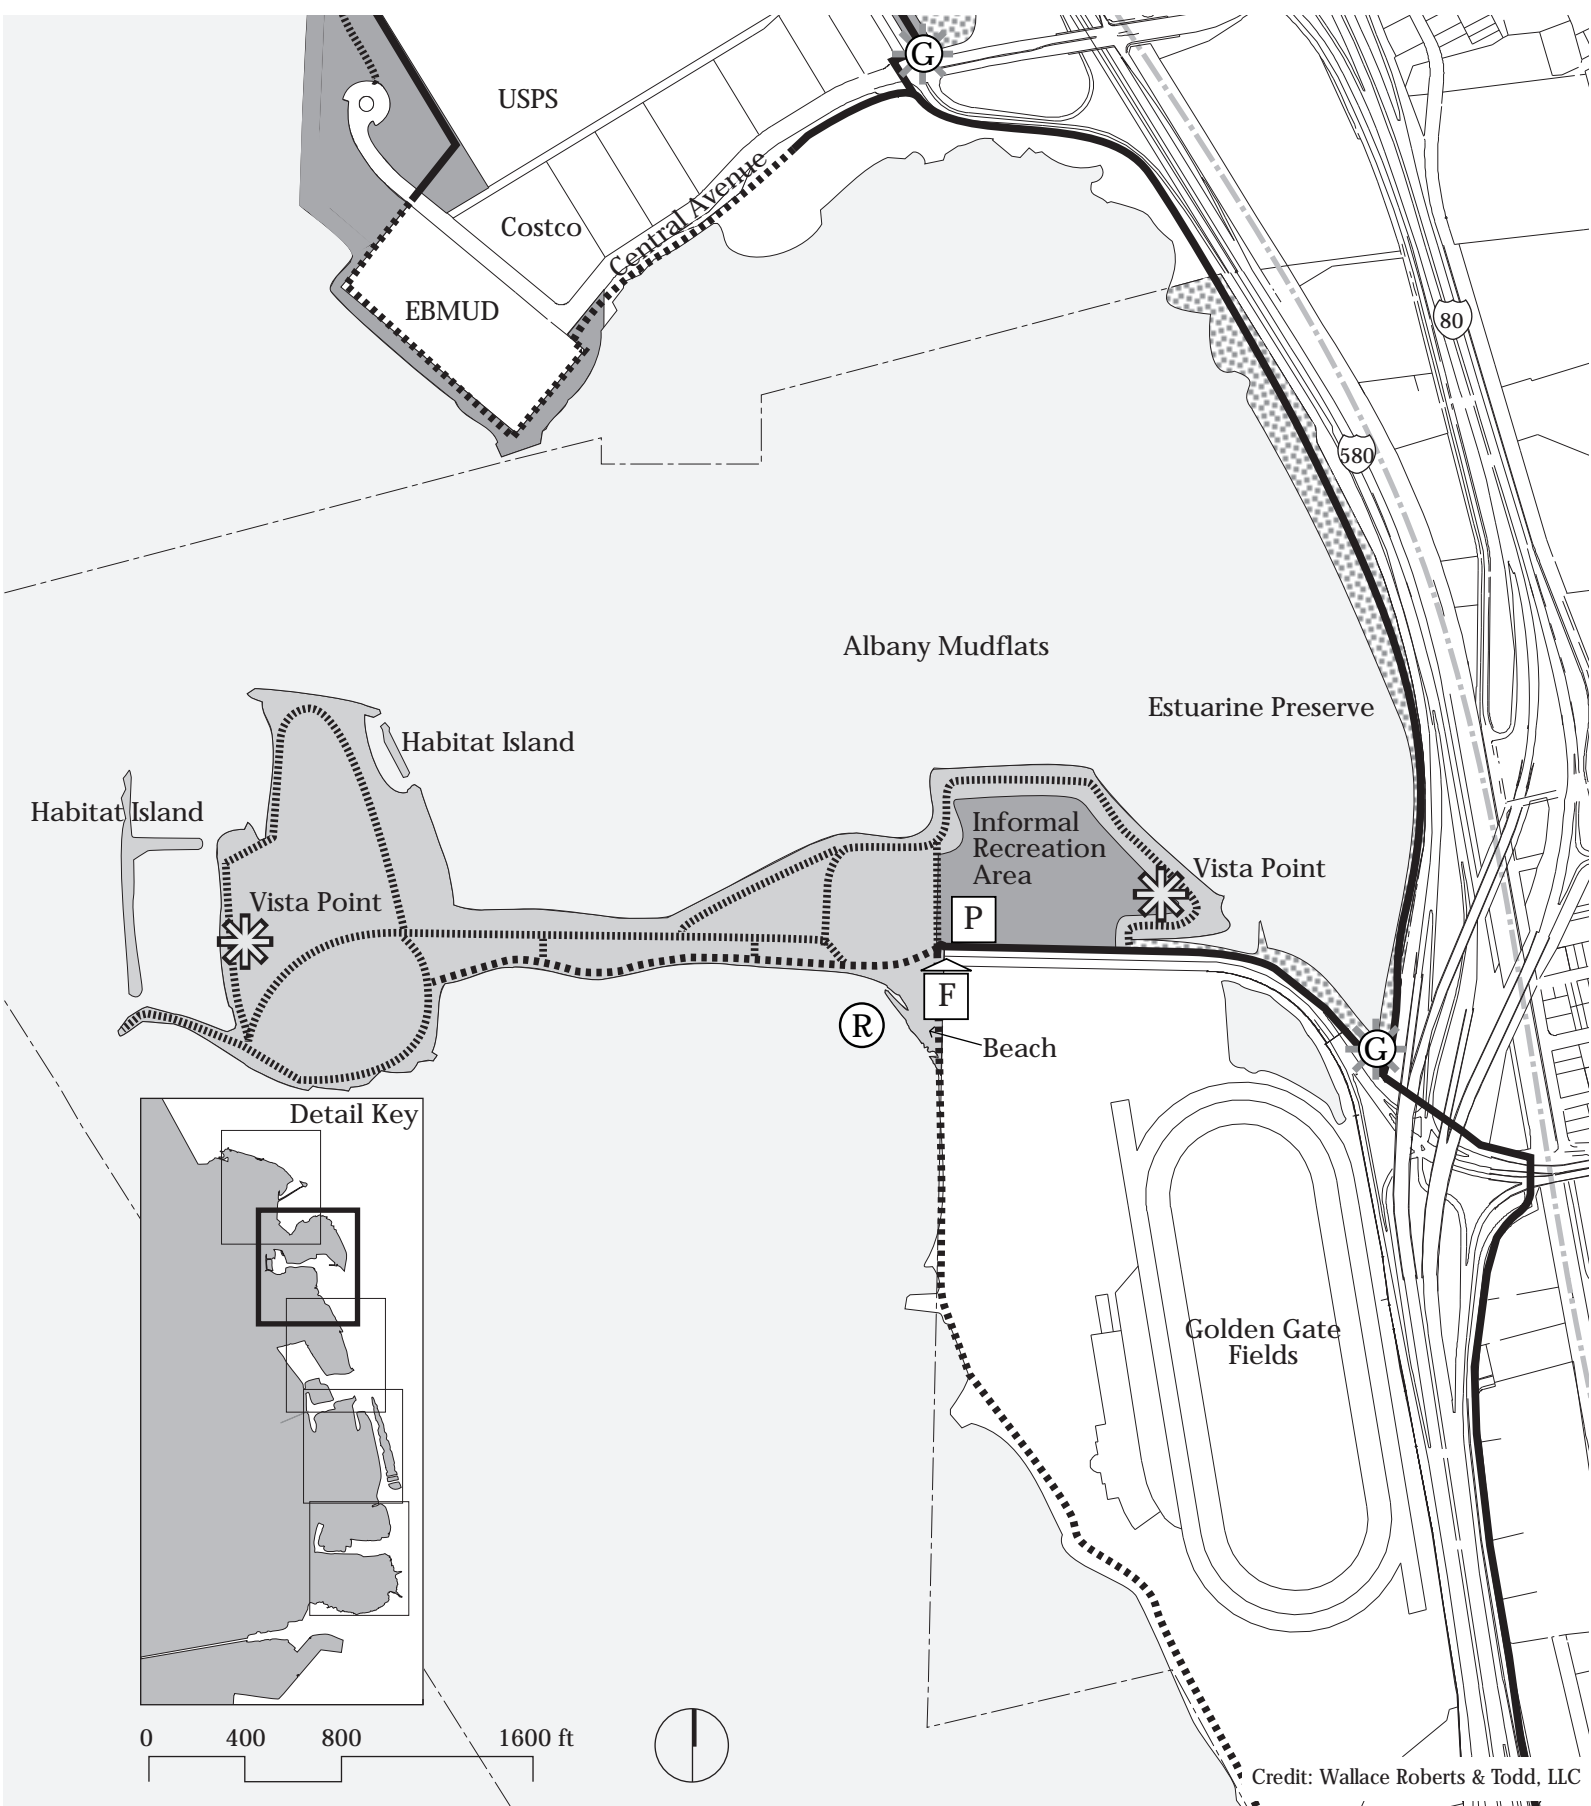 G
USPS
Central Avenue
Costco
EBMUD
80
580
Albany Mudflats
Estuarine Preserve
Habitat Island
Habitat Island
Informal
Recreation
Area
Vista Point
Vista Point
P
F
R
Beach
G
Detail Key
Golden Gate
Fields
0 400 800 1600 ft
Credit: Wallace Roberts & Todd, LLC